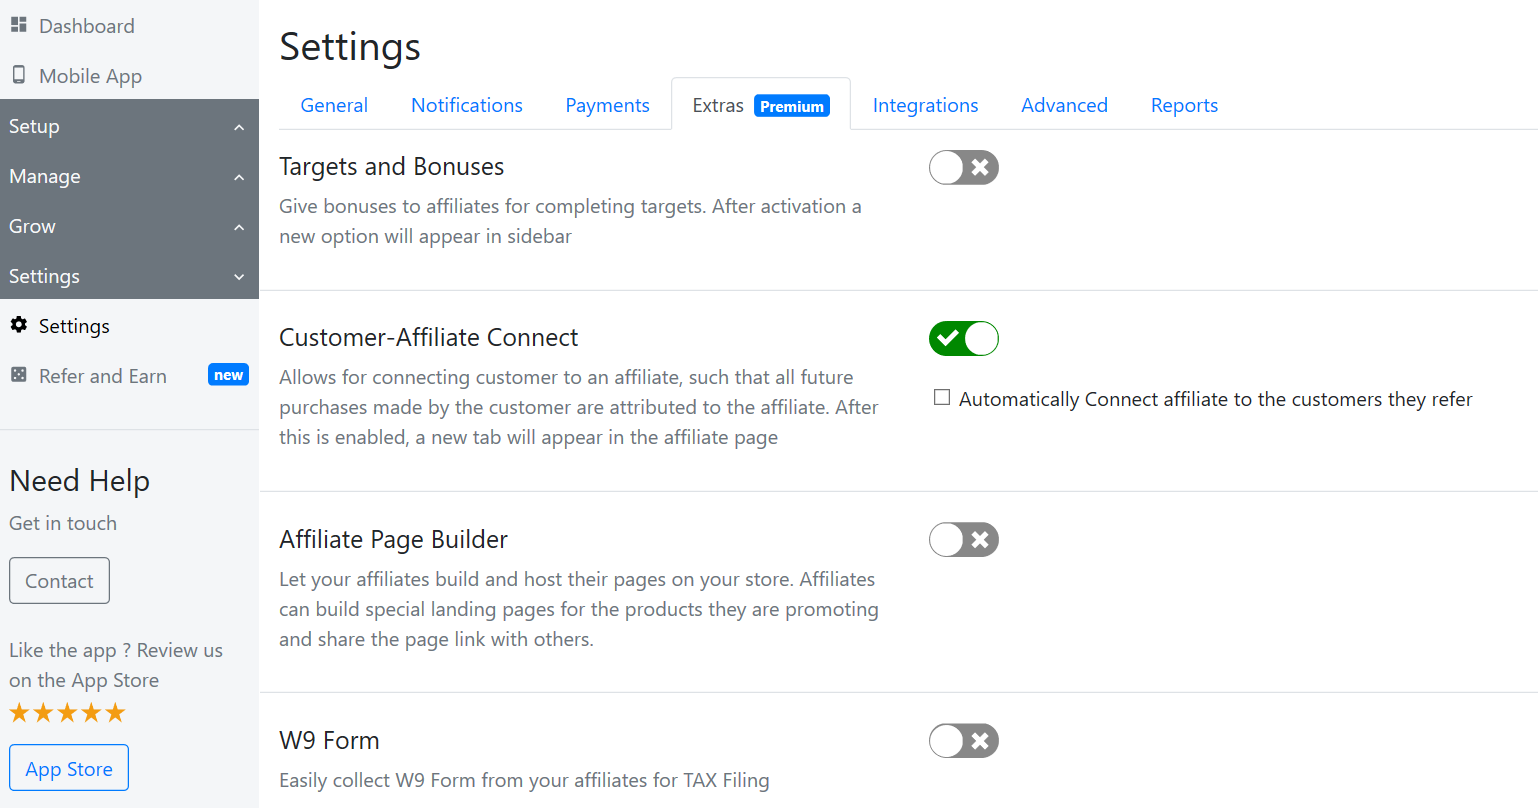 Dashboard
Mobile App
Setup
Manage
Grow
Settings
Settings
Refer and Earn new
Need Help
Get in touch
Contact
Like the app ? Review us
on the App Store
App Store
Settings
General Notifications Payments Extras Premium Integrations Advanced Reports
Targets and Bonuses
Give bonuses to affiliates for completing targets. After activation a
new option will appear in sidebar
Customer-Affiliate Connect
Allows for connecting customer to an affiliate, such that all future
purchases made by the customer are attributed to the affiliate. After
this is enabled, a new tab will appear in the affiliate page
Automatically Connect affiliate to the customers they refer
Affiliate Page Builder
Let your affiliates build and host their pages on your store. Affiliates
can build special landing pages for the products they are promoting
and share the page link with others.
W9 Form
Easily collect W9 Form from your affiliates for TAX Filing